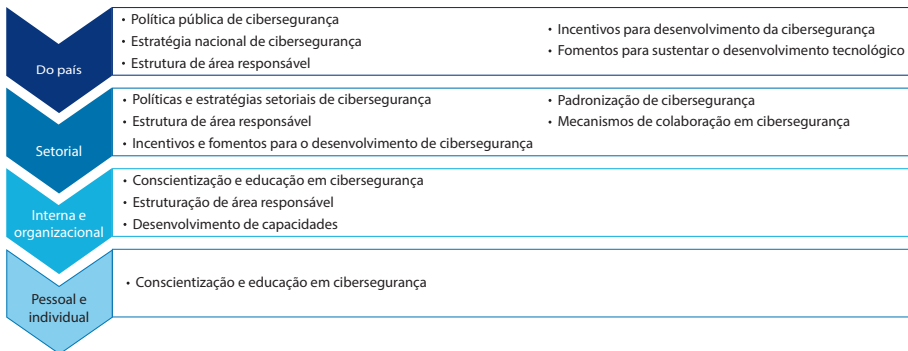 Do país
• Política pública de cibersegurança
• Estratégia nacional de cibersegurança
• Estrutura de área responsável
• Incentivos para desenvolvimento da cibersegurança
• Fomentos para sustentar o desenvolvimento tecnológico
Setorial
• Políticas e estratégias setoriais de cibersegurança
• Estrutura de área responsável
• Incentivos e fomentos para o desenvolvimento de cibersegurança
• Padronização de cibersegurança
• Mecanismos de colaboração em cibersegurança
Interna e
organizacional
• Conscientização e educação em cibersegurança
• Estruturação de área responsável
• Desenvolvimento de capacidades
Pessoal e
individual
• Conscientização e educação em cibersegurança